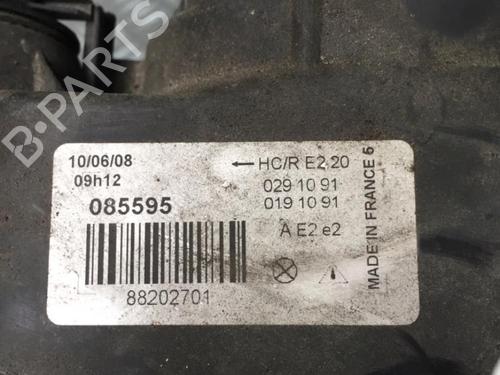 10/06/08
09h12
085595
88202701
← HC/R E2 20
029 10 91
019 10 91
A E2 e2
MADE IN FRANCE 6
B-PARTS